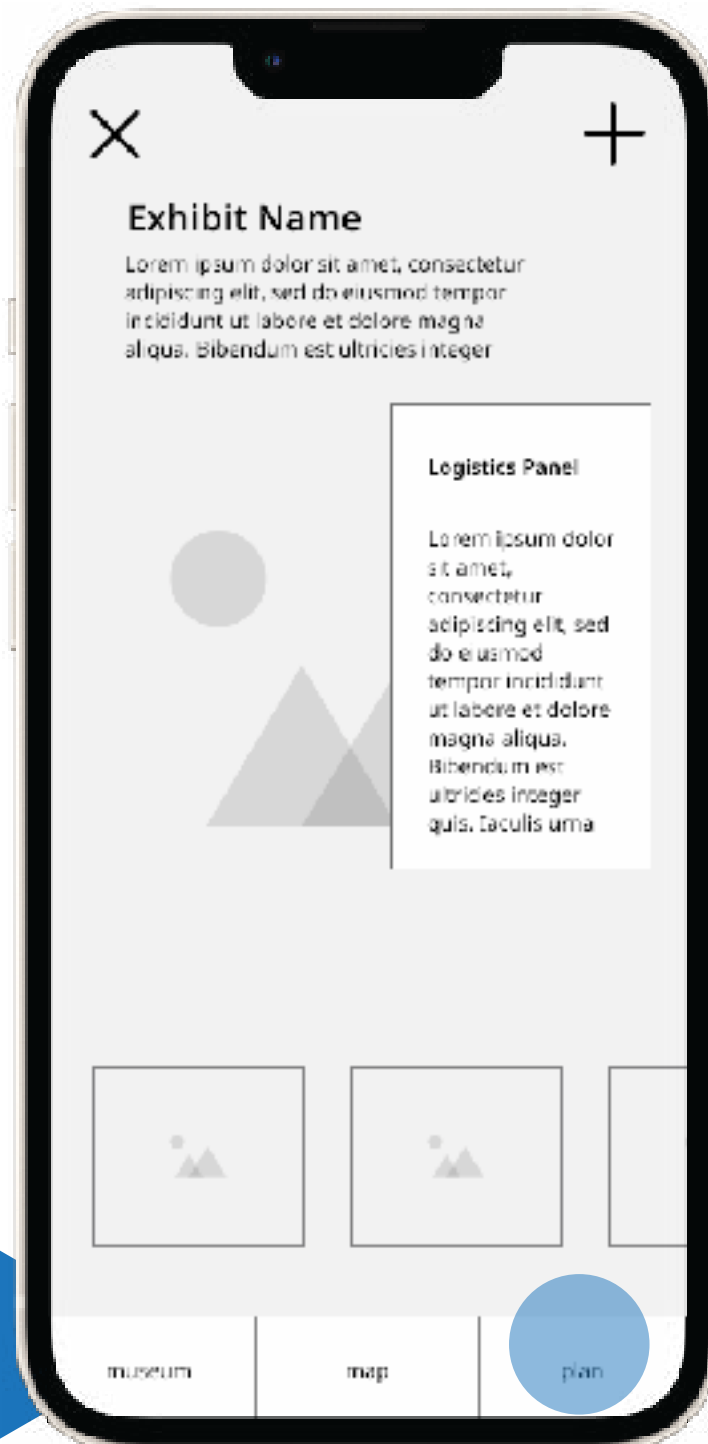 Exhibit Name
Lorem ipsum dolor sit amet, consectetur
adipiscing elit, sed do eiusmod tempor
incididunt ut labore et dolore magna
aliqua. Bibendum est ultricies integer
Logistics Panel
Lorem ipsum dolor
sit amet,
consectetur
adipiscing elit, sed
do eiusmod
tempor incididunt
ut labore et dolore
magna aliqua.
Bibendum est
ultricies integer
quis. Iaculis urna
museum
map
plan